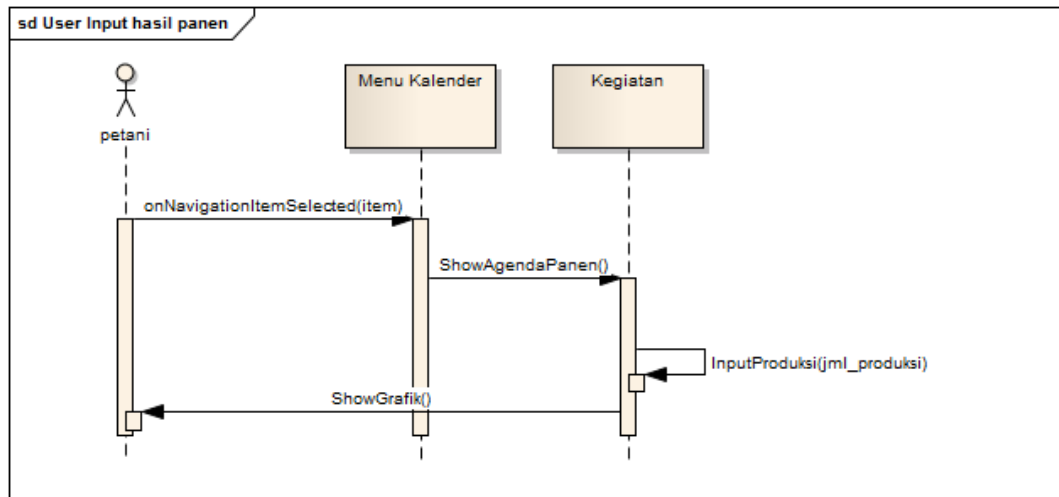 sd User Input hasil panen
petani
Menu Kalender
Kegiatan
onNavigationItemSelected(item)
ShowAgendaPanen()
InputProduksi(jml_produksi)
ShowGrafik()